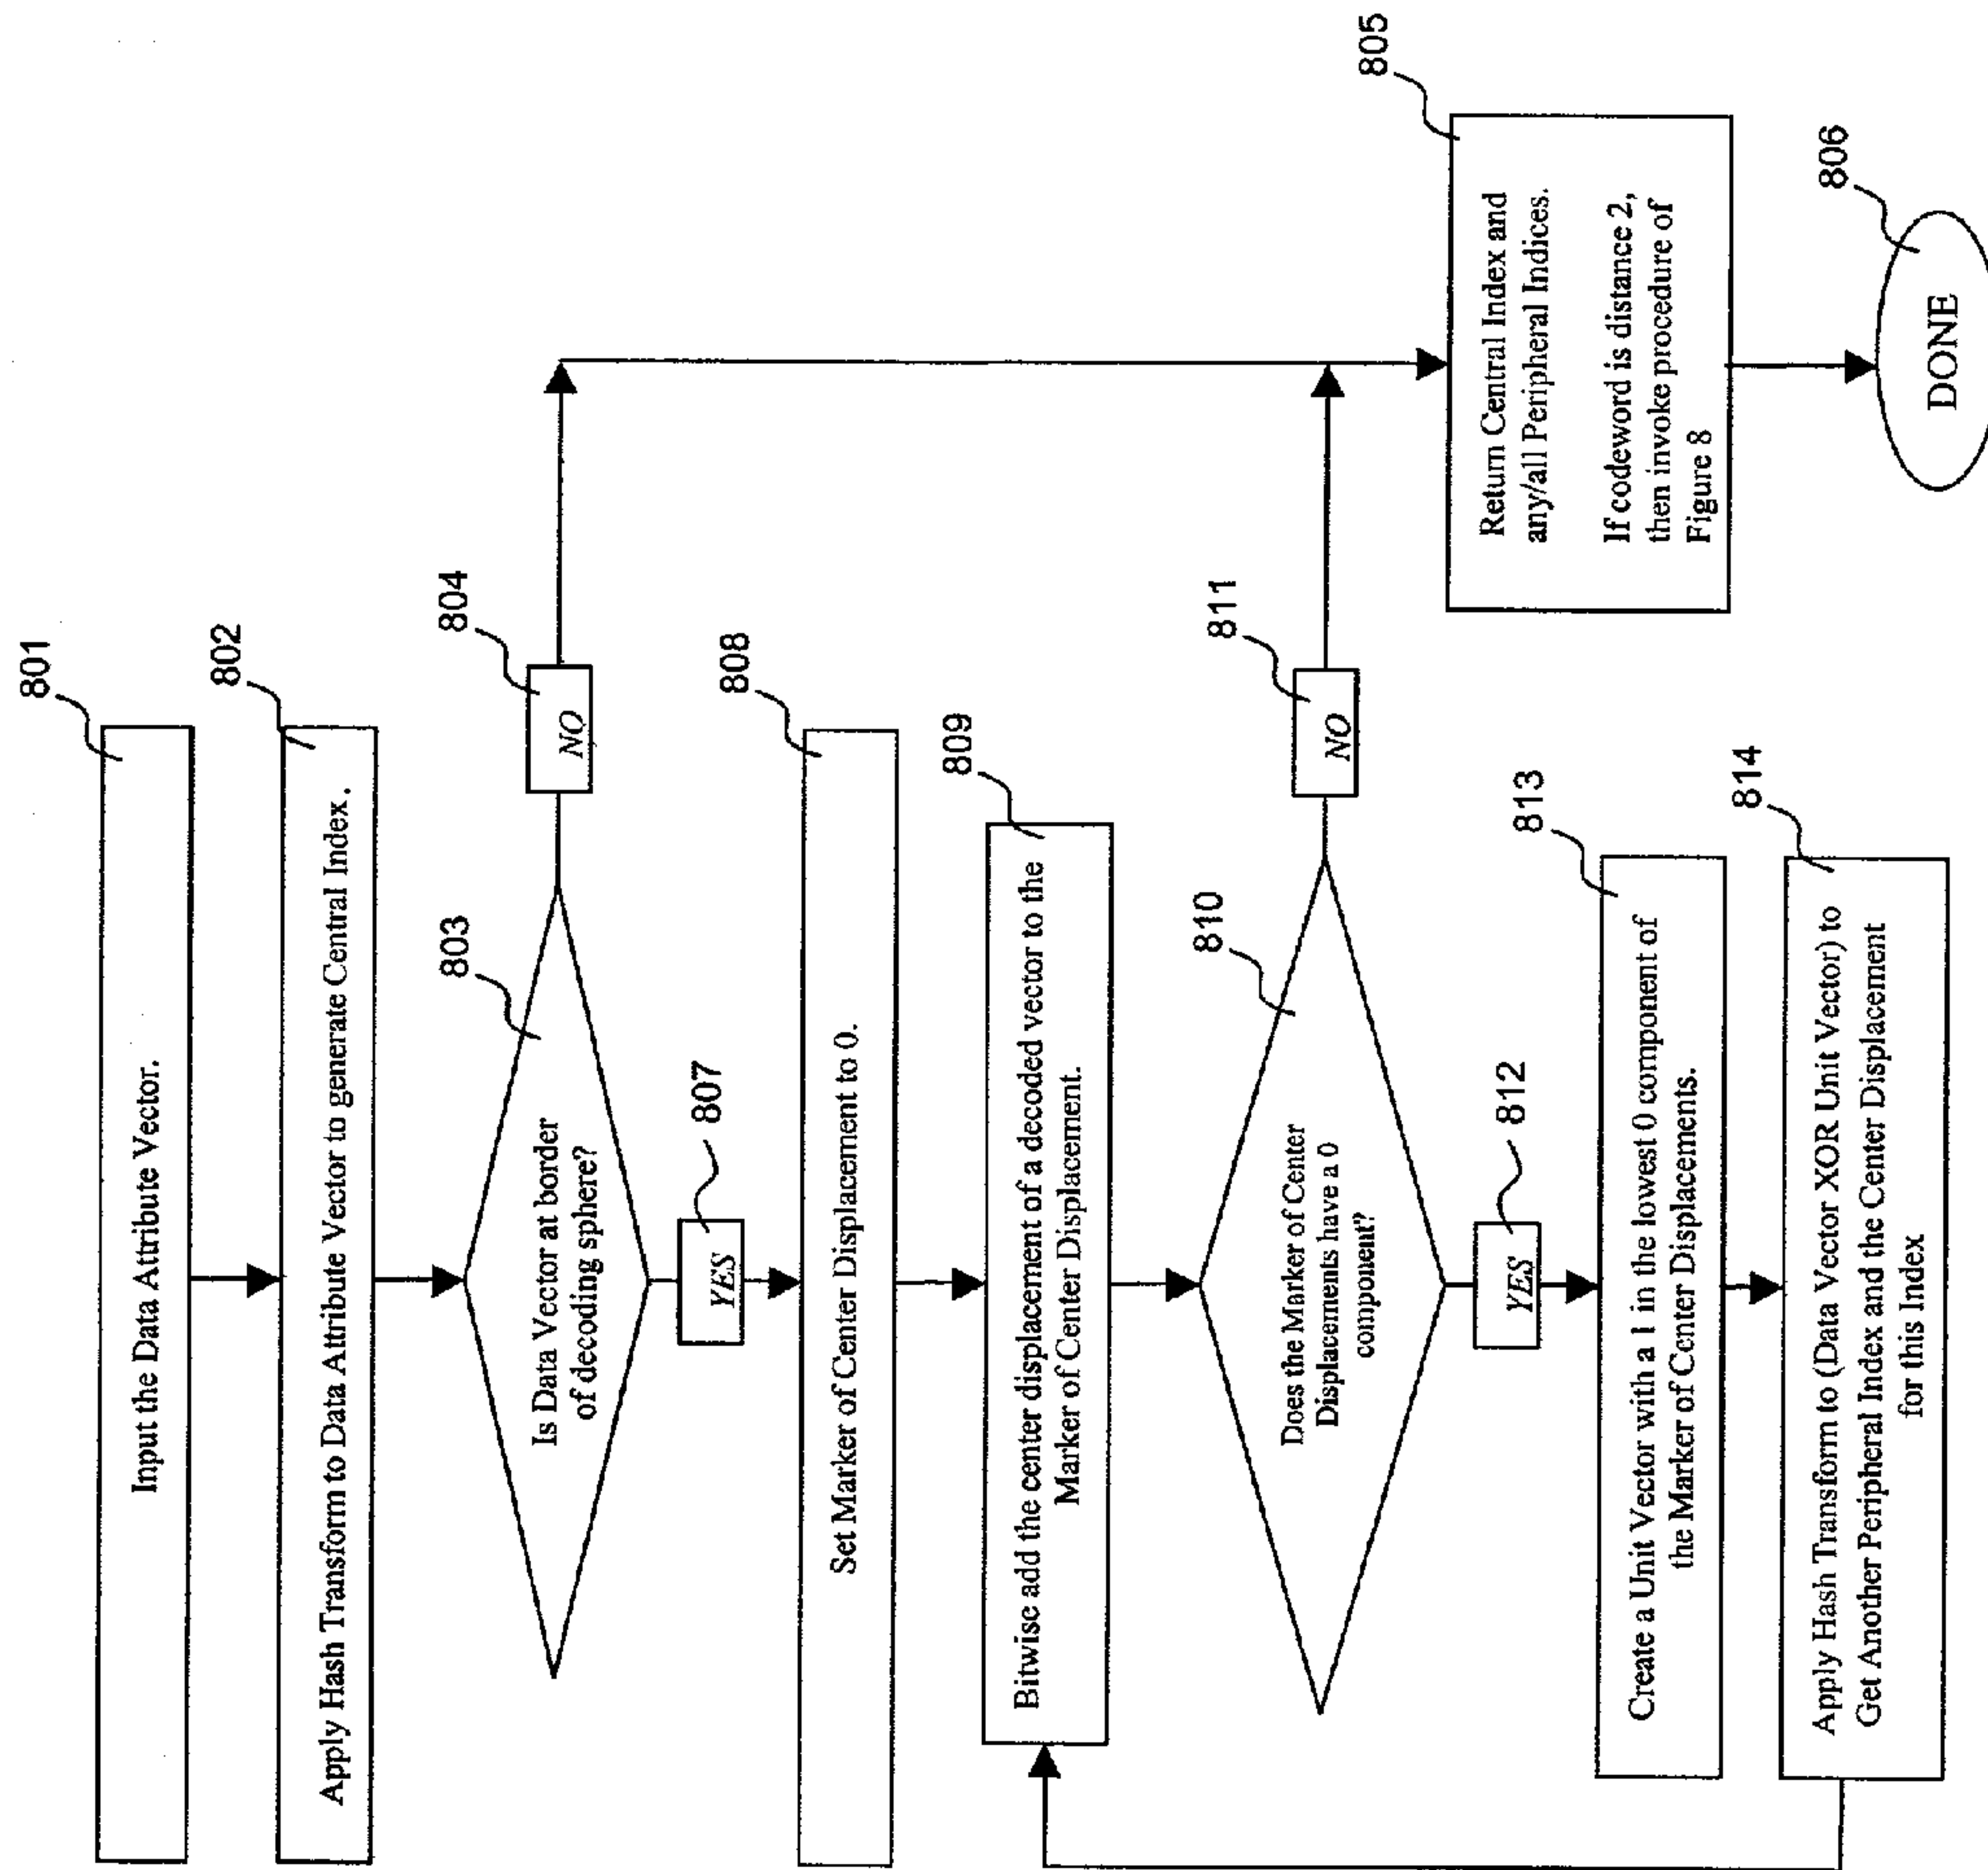 801
Input the Data Attribute Vector.
802
Apply Hash Transform to Data Attribute Vector to generate Central Index.
803
Is Data Vector at border
of decoding sphere?
804
NO
807
YES
808
Set Marker of Center Displacement to 0.
809
Bitwise add the center displacement of a decoded vector to the
Marker of Center Displacement.
810
Does the Marker of Center
Displacements have a 0
component?
811
NO
805
Return Central Index and
any/all Peripheral Indices.
If codeword is distance 2,
then invoke procedure of
Figure 8
806
DONE
812
YES
813
Create a Unit Vector with a 1 in the lowest 0 component of
the Marker of Center Displacements.
814
Apply Hash Transform to (Data Vector XOR Unit Vector) to
Get Another Peripheral Index and the Center Displacement
for this Index